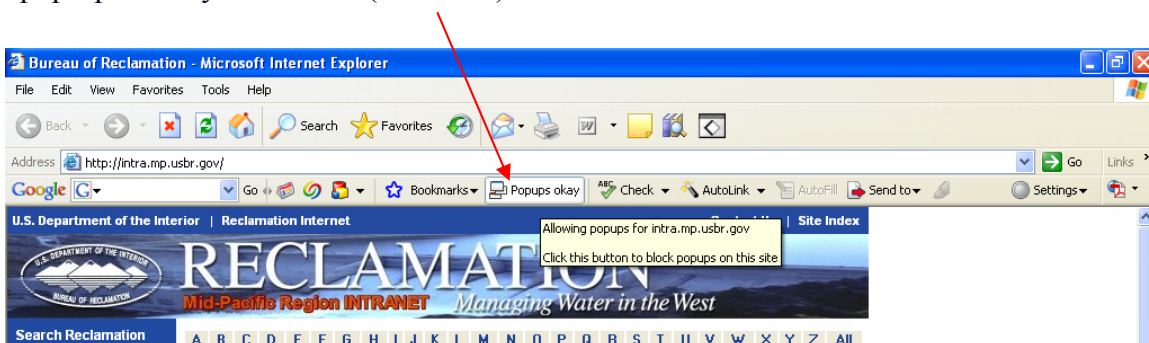 Bureau of Reclamation - Microsoft Internet Explorer
File Edit View Favorites Tools Help
Back Search Favorites
Address http://intra.mp.usbr.gov/ Go Links
Google G Go Bookmarks Popups okay ABC Check AutoLink AutoFill Send to Settings
U.S. Department of the Interior | Reclamation Internet | Site Index
Allowing popups for intra.mp.usbr.gov
Click this button to block popups on this site
U.S. DEPARTMENT OF THE INTERIOR
BUREAU OF RECLAMATION
RECLAMATION
Mid-Pacific Region INTRANET Managing Water in the West
Search Reclamation
A B C D E F G H I J K L M N O P Q R S T U V W X Y Z All